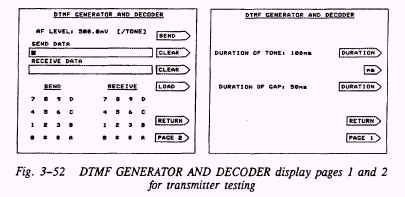 DTMF GENERATOR AND DECODER
AF LEVEL: 500.0mV [/TONE]
SEND
SEND DATA
CLEAR
RECEIVE DATA
CLEAR
SEND RECEIVE LOAD
7 8 9 D 7 8 9 D
4 5 6 C 4 5 6 C
RETURN
1 2 3 B 1 2 3 B
* 0 # A * 0 # A
PAGE 2
DTMF GENERATOR AND DECODER
DURATION OF TONE: 100ms DURATION
ms
DURATION OF GAP: 50ms DURATION
RETURN
PAGE 1
Fig. 3–52 DTMF GENERATOR AND DECODER display pages 1 and 2
for transmitter testing